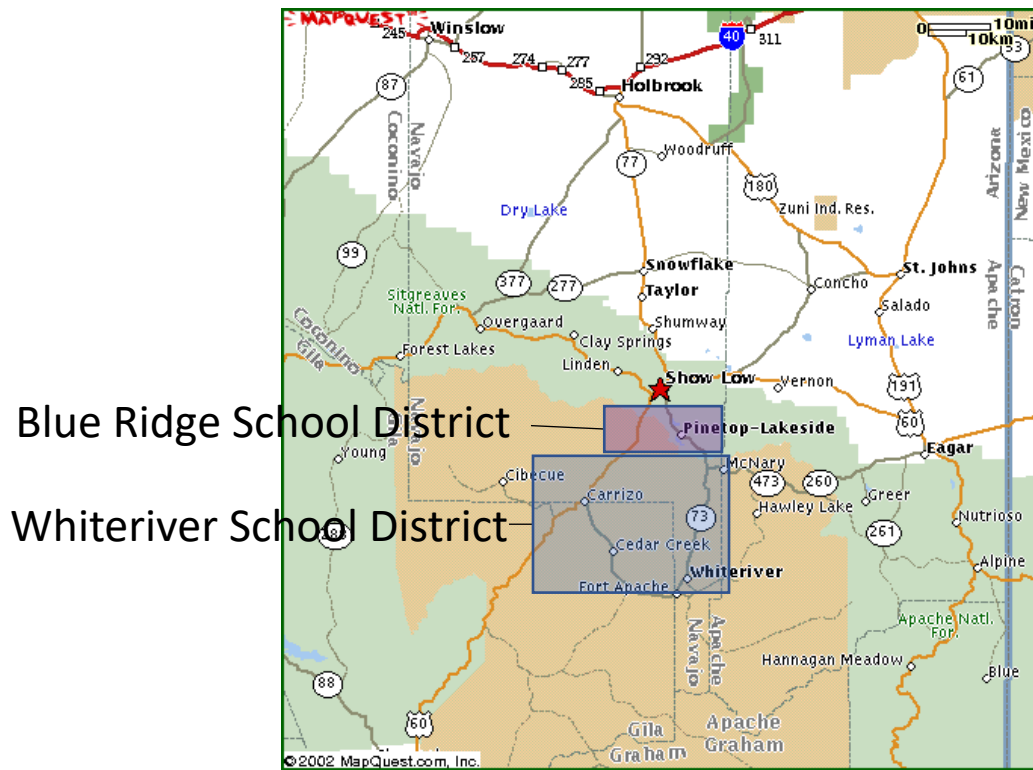 MAPQUEST
Winslow
245
257
274
277
285
292
40
311
0 10mi
10km
61
87
Holbrook
Coconino
Navajo
77
Woodruff
180
Zuni Ind. Res.
Arizona
New Mexico
Dry Lake
99
377
277
Snowflake
Taylor
Concho
St. Johns
Apache
Catron
Sitgreaves
Natl. For.
Salado
Overgaard
Shumway
Clay Springs
Lyman Lake
Coconino
Gila
Forest Lakes
Linden
Show Low
Vernon
191
60
Blue Ridge School District
Navajo
Gila
Pinetop-Lakeside
Eagar
Young
Cibecue
McNary
473
260
Carrizo
Hawley Lake
Greer
Whiteriver School District
73
Nutrioso
261
Cedar Creek
Alpine
Whiteriver
Fort Apache
Apache
Navajo
Apache Natl.
For.
Hannagan Meadow
Blue
88
60
Gila
Graham
Apache
Graham
©2002 MapQuest.com, Inc.